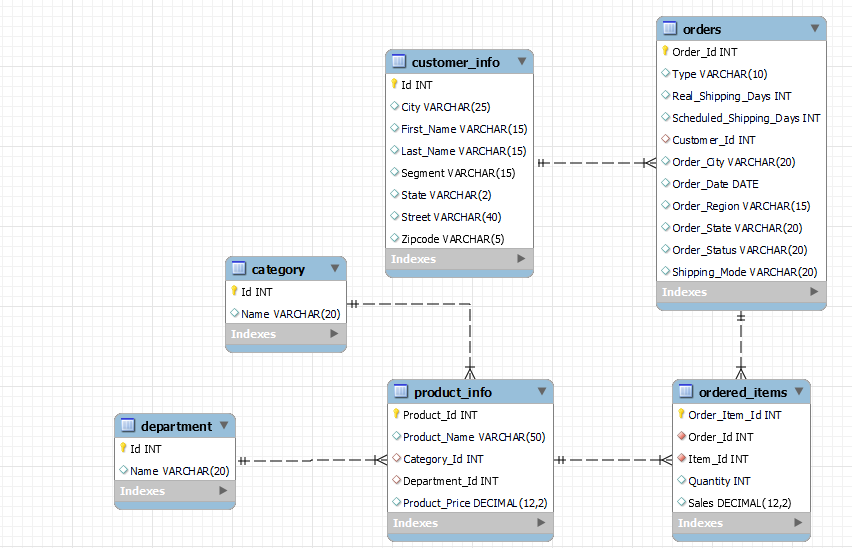 orders
Order_Id INT
Type VARCHAR(10)
Real_Shipping_Days INT
Scheduled_Shipping_Days INT
Customer_Id INT
Order_City VARCHAR(20)
Order_Date DATE
Order_Region VARCHAR(15)
Order_State VARCHAR(20)
Order_Status VARCHAR(20)
Shipping_Mode VARCHAR(20)
Indexes
customer_info
Id INT
City VARCHAR(25)
First_Name VARCHAR(15)
Last_Name VARCHAR(15)
Segment VARCHAR(15)
State VARCHAR(2)
Street VARCHAR(40)
Zipcode VARCHAR(5)
Indexes
category
Id INT
Name VARCHAR(20)
Indexes
product_info
Product_Id INT
Product_Name VARCHAR(50)
Category_Id INT
Department_Id INT
Product_Price DECIMAL(12,2)
Indexes
ordered_items
Order_Item_Id INT
Order_Id INT
Item_Id INT
Quantity INT
Sales DECIMAL(12,2)
Indexes
department
Id INT
Name VARCHAR(20)
Indexes